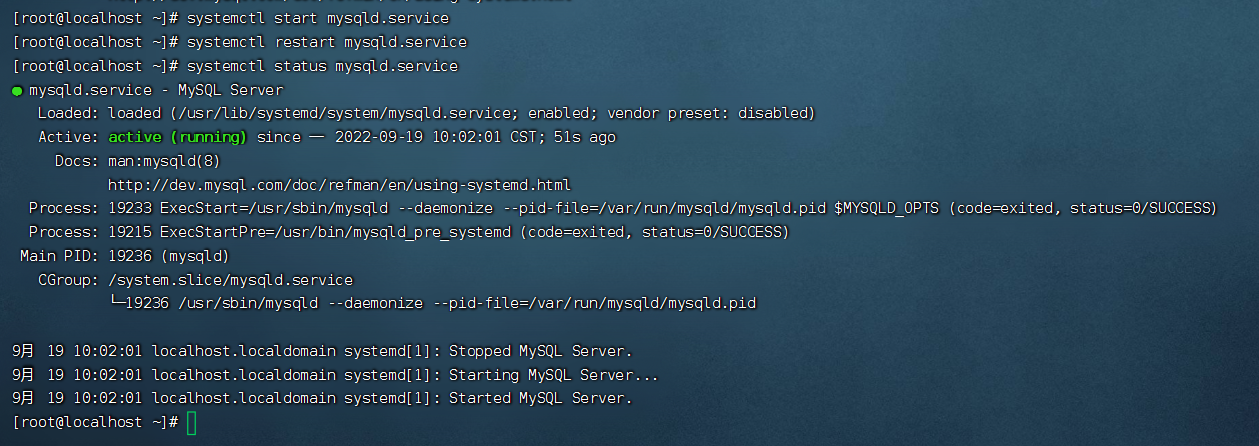 [root@localhost ~]# systemctl start mysqld.service
[root@localhost ~]# systemctl restart mysqld.service
[root@localhost ~]# systemctl status mysqld.service
● mysqld.service - MySQL Server
Loaded: loaded (/usr/lib/systemd/system/mysqld.service; enabled; vendor preset: disabled)
Active: active (running) since 一 2022-09-19 10:02:01 CST; 51s ago
Docs: man:mysqld(8)
http://dev.mysql.com/doc/refman/en/using-systemd.html
Process: 19233 ExecStart=/usr/sbin/mysqld --daemonize --pid-file=/var/run/mysqld/mysqld.pid $MYSQLD_OPTS (code=exited, status=0/SUCCESS)
Process: 19215 ExecStartPre=/usr/bin/mysqld_pre_systemd (code=exited, status=0/SUCCESS)
Main PID: 19236 (mysqld)
CGroup: /system.slice/mysqld.service
└─19236 /usr/sbin/mysqld --daemonize --pid-file=/var/run/mysqld/mysqld.pid
9月 19 10:02:01 localhost.localdomain systemd[1]: Stopped MySQL Server.
9月 19 10:02:01 localhost.localdomain systemd[1]: Starting MySQL Server...
9月 19 10:02:01 localhost.localdomain systemd[1]: Started MySQL Server.
[root@localhost ~]#